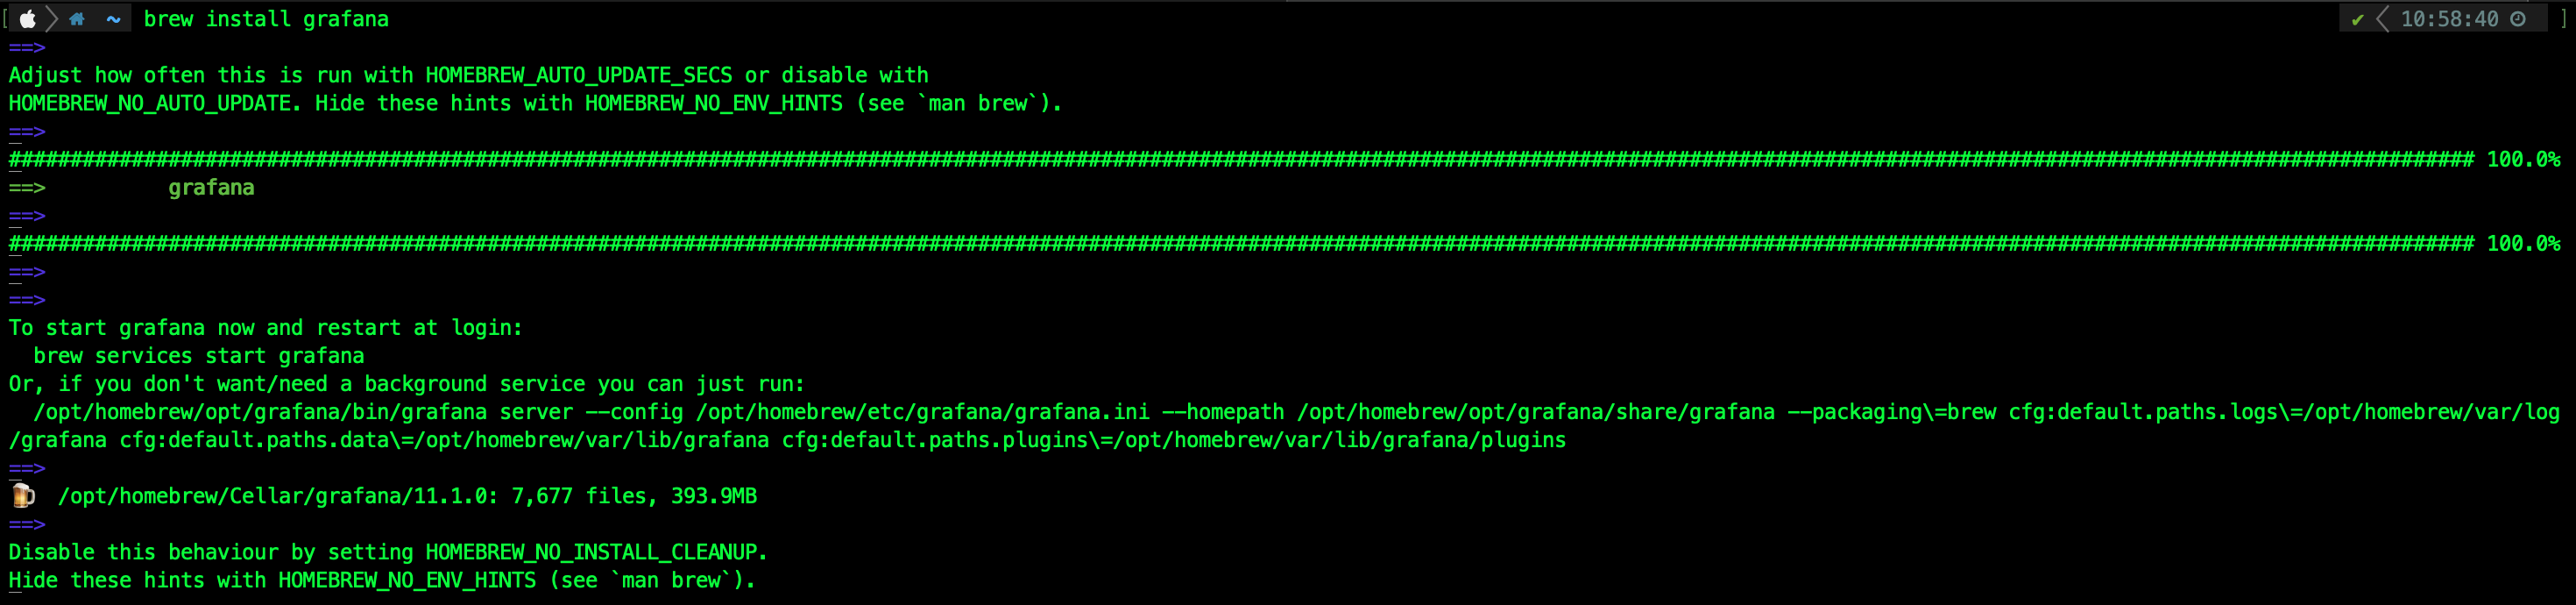 [ ~ brew install grafana ✔ 10:58:40 ]
==>
Adjust how often this is run with HOMEBREW_AUTO_UPDATE_SECS or disable with
HOMEBREW_NO_AUTO_UPDATE. Hide these hints with HOMEBREW_NO_ENV_HINTS (see `man brew`).
==>
######################################################################## 100.0%
==> grafana
==>
######################################################################## 100.0%
==>
==>
To start grafana now and restart at login:
  brew services start grafana
Or, if you don't want/need a background service you can just run:
  /opt/homebrew/opt/grafana/bin/grafana server --config /opt/homebrew/etc/grafana/grafana.ini --homepath /opt/homebrew/opt/grafana/share/grafana --packaging\=brew cfg:default.paths.logs\=/opt/homebrew/var/log
/grafana cfg:default.paths.data\=/opt/homebrew/var/lib/grafana cfg:default.paths.plugins\=/opt/homebrew/var/lib/grafana/plugins
==>
🍺  /opt/homebrew/Cellar/grafana/11.1.0: 7,677 files, 393.9MB
==>
Disable this behaviour by setting HOMEBREW_NO_INSTALL_CLEANUP.
Hide these hints with HOMEBREW_NO_ENV_HINTS (see `man brew`).